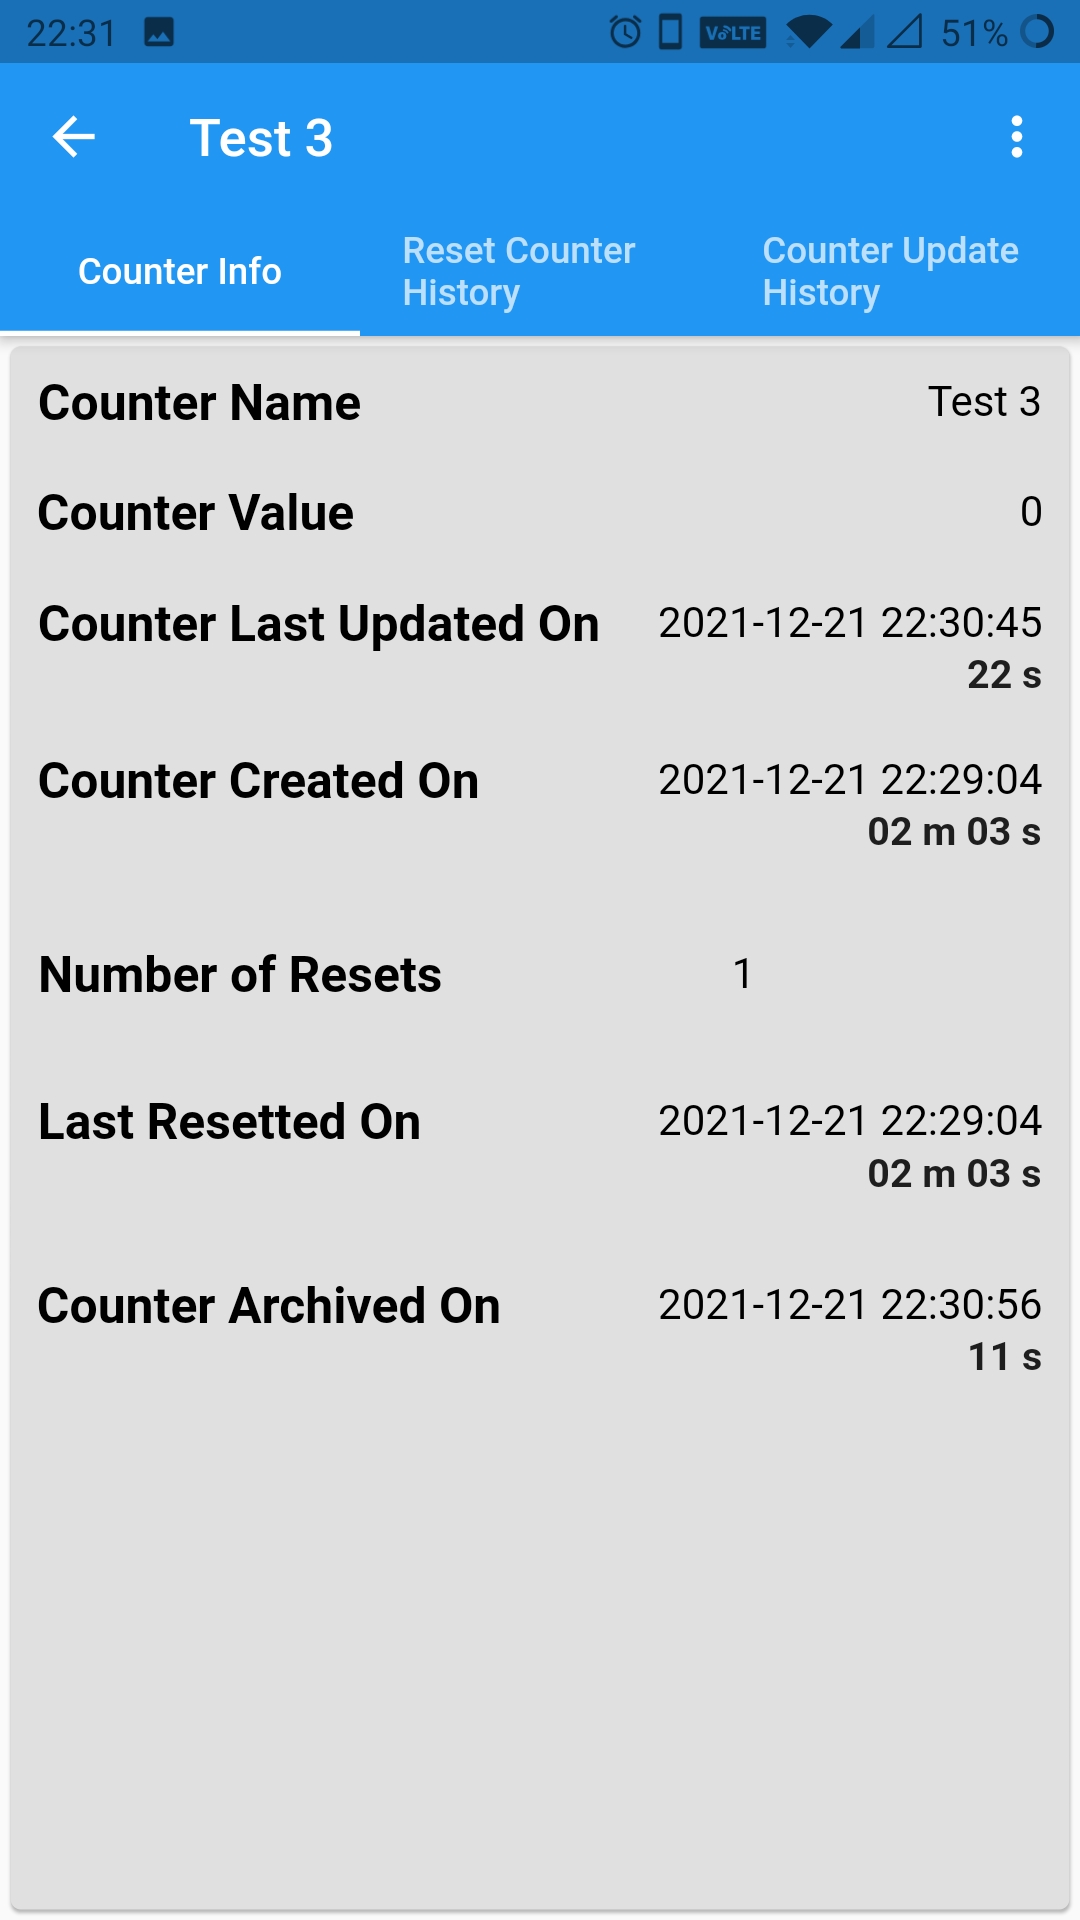 22:31 VoLTE 51%
Test 3
Counter Info
Reset Counter
History
Counter Update
History
Counter Name Test 3
Counter Value 0
Counter Last Updated On 2021-12-21 22:30:45
22 s
Counter Created On 2021-12-21 22:29:04
02 m 03 s
Number of Resets 1
Last Resetted On 2021-12-21 22:29:04
02 m 03 s
Counter Archived On 2021-12-21 22:30:56
11 s